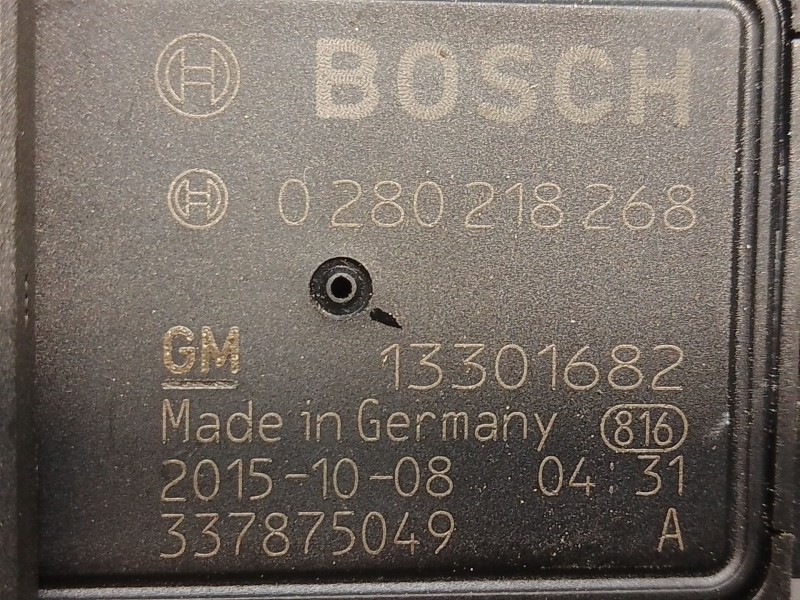 BOSCH
0 280 218 268
GM 13301682
Made in Germany 816
2015-10-08 04:31
337875049 A